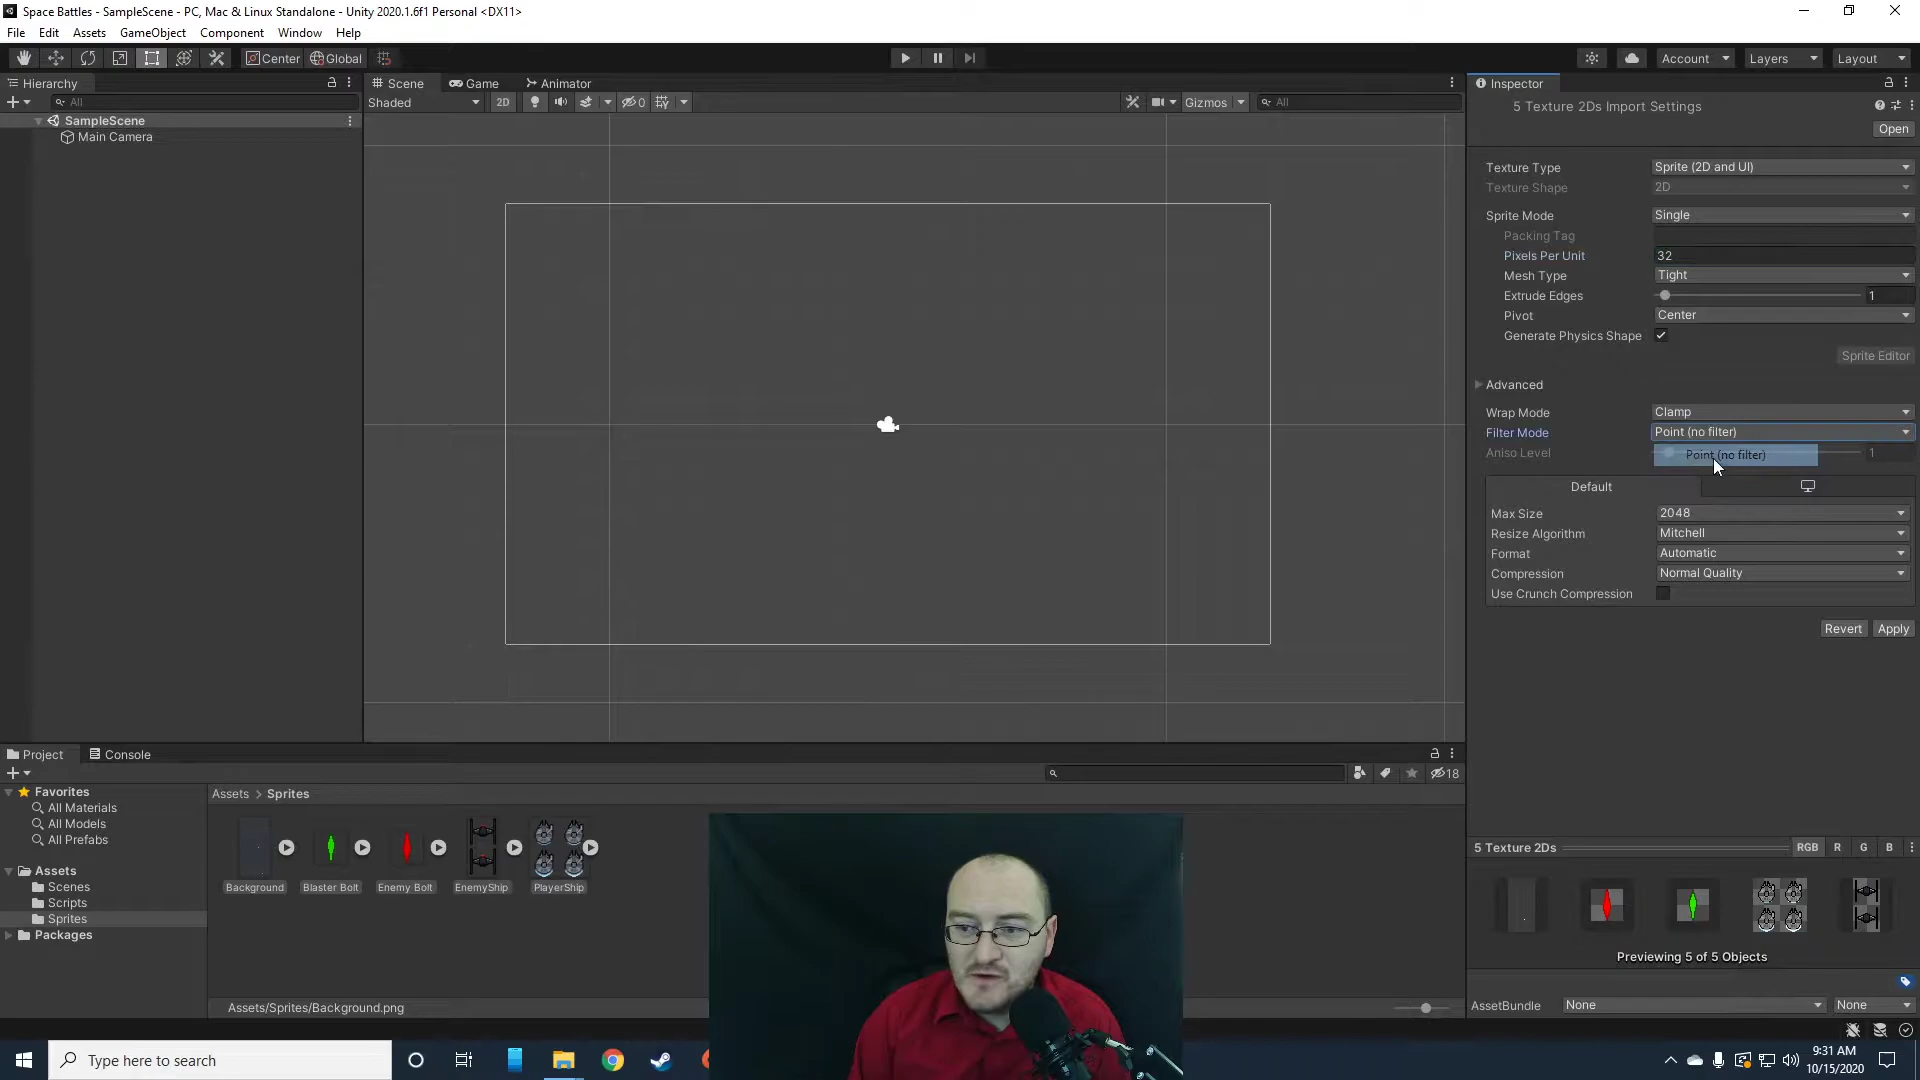 Space Battles - SampleScene - PC, Mac & Linux Standalone - Unity 2020.1.6f1 Personal <DX11>
File Edit Assets GameObject Component Window Help
Center Global Account Layers Layout
Hierarchy
All
SampleScene
Main Camera
Scene Game Animator
Shaded 2D 0 Gizmos All
Inspector
5 Texture 2Ds Import Settings
Open
Texture Type Sprite (2D and UI)
Texture Shape 2D
Sprite Mode Single
Packing Tag
Pixels Per Unit 32
Mesh Type Tight
Extrude Edges 1
Pivot Center
Generate Physics Shape
Sprite Editor
Advanced
Wrap Mode Clamp
Filter Mode Point (no filter)
Aniso Level 1
Point (no filter)
Default
Max Size 2048
Resize Algorithm Mitchell
Format Automatic
Compression Normal Quality
Use Crunch Compression
Revert Apply
Project Console
18
Favorites
All Materials
All Models
All Prefabs
Assets
Scenes
Scripts
Sprites
Packages
Assets > Sprites
Background Blaster Bolt Enemy Bolt EnemyShip PlayerShip
Assets/Sprites/Background.png
5 Texture 2Ds RGB R G B
Previewing 5 of 5 Objects
AssetBundle None None
Type here to search
9:31 AM
10/15/2020